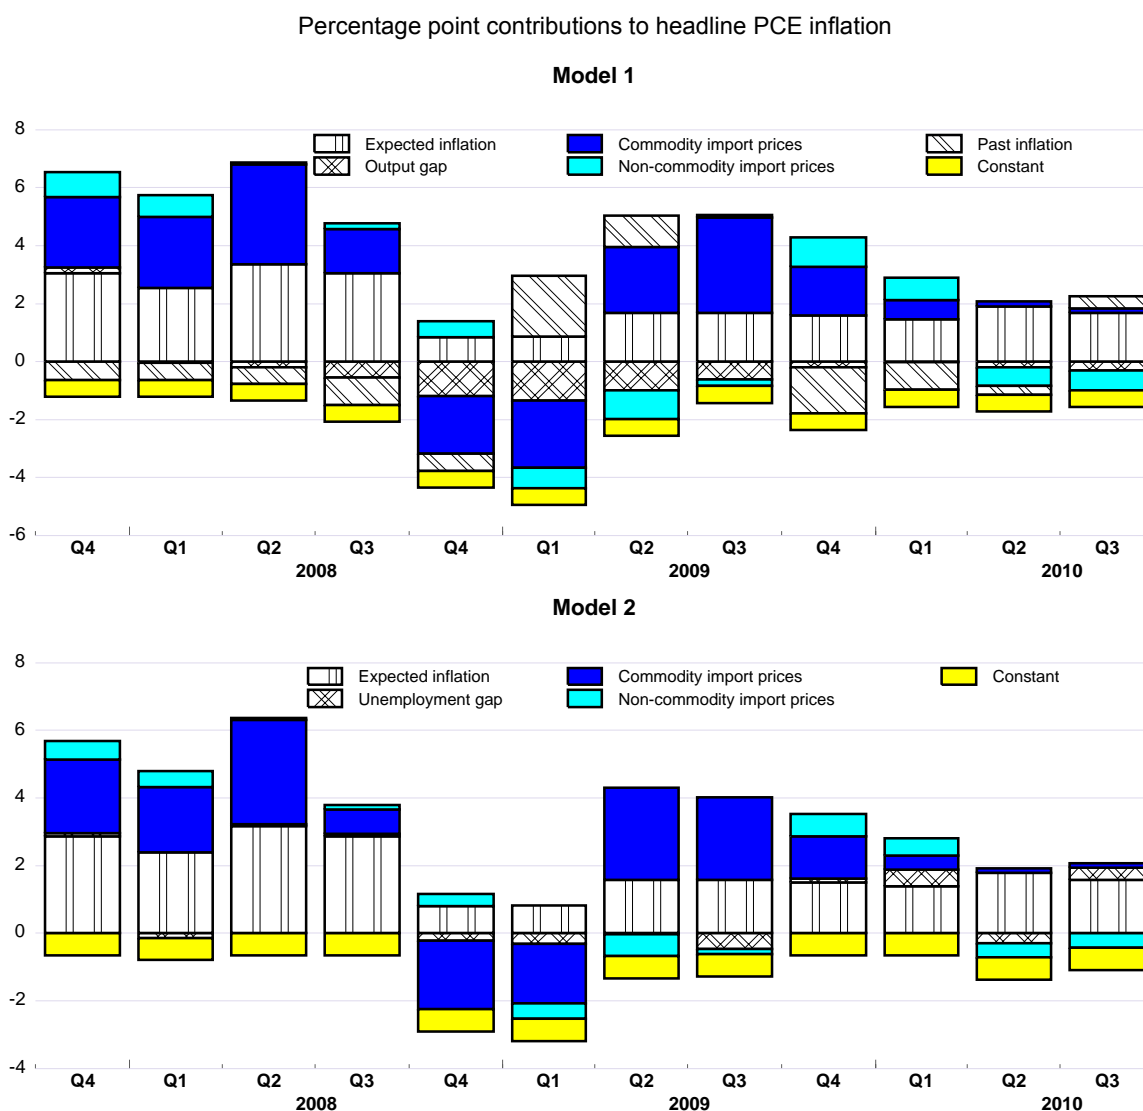 Percentage point contributions to headline PCE inflation
Model 1
8
Expected inflation Commodity import prices Past inflation
Output gap Non-commodity import prices Constant
6
4
2
0
-2
-4
-6
Q4 Q1 Q2 Q3 Q4 Q1 Q2 Q3 Q4 Q1 Q2 Q3
2008 2009 2010
Model 2
8
Expected inflation Commodity import prices Constant
Unemployment gap Non-commodity import prices
6
4
2
0
-2
-4
Q4 Q1 Q2 Q3 Q4 Q1 Q2 Q3 Q4 Q1 Q2 Q3
2008 2009 2010